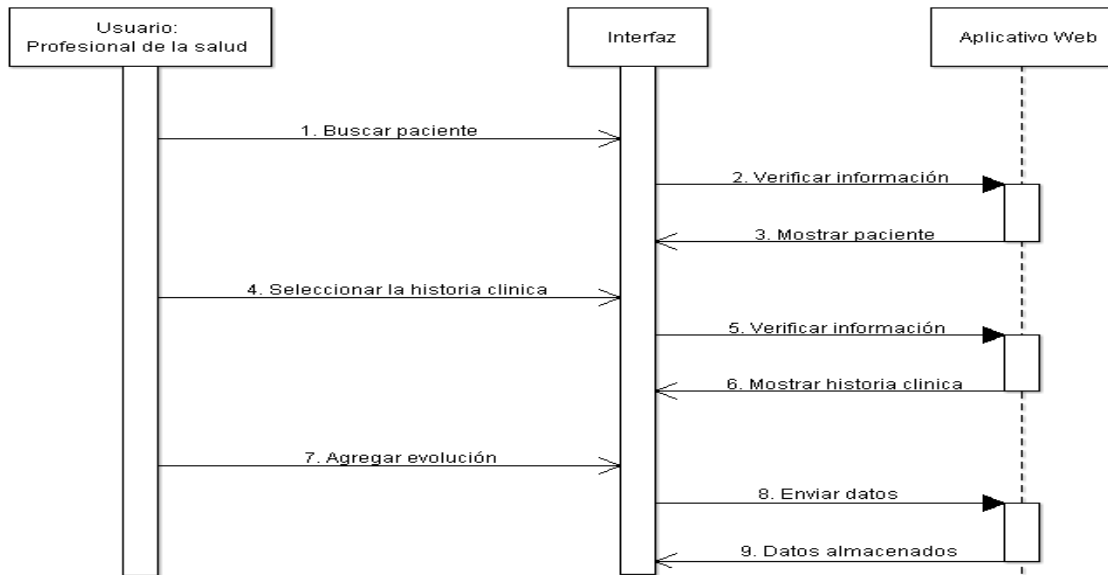 Usuario:
Profesional de la salud
Interfaz
Aplicativo Web
1. Buscar paciente
2. Verificar información
3. Mostrar paciente
4. Seleccionar la historia clinica
5. Verificar información
6. Mostrar historia clinica
7. Agregar evolución
8. Enviar datos
9. Datos almacenados